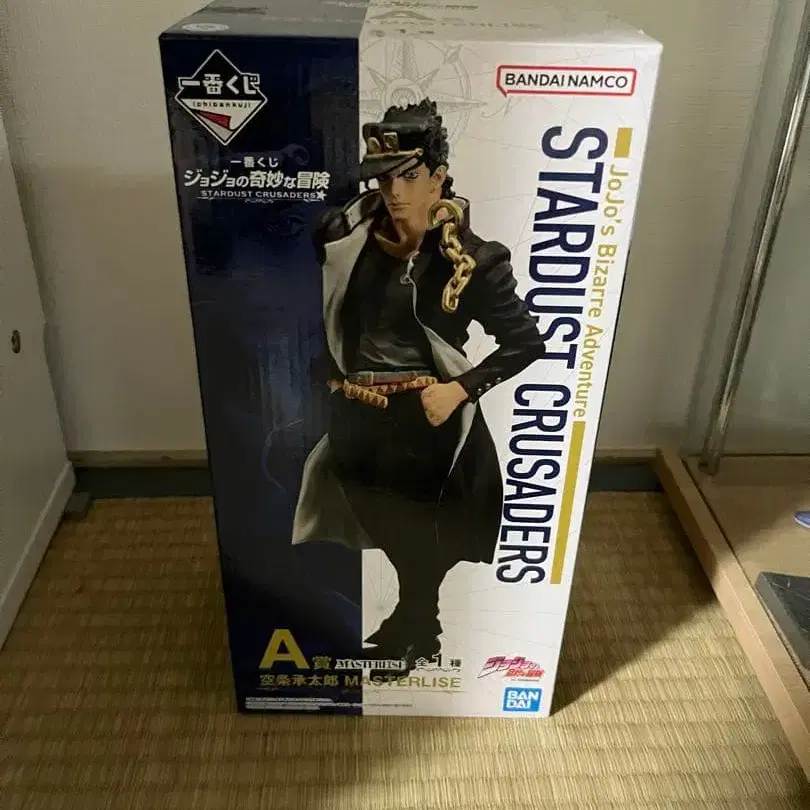 一番くじ
ichibankuji
一番くじ
ジョジョの奇妙な冒険
STARDUST CRUSADERS
BANDAI NAMCO
JoJo's Bizarre Adventure
STARDUST CRUSADERS
A賞 MASTERLISE 全1種
空条承太郎 MASTERLISE
BAN
DAI